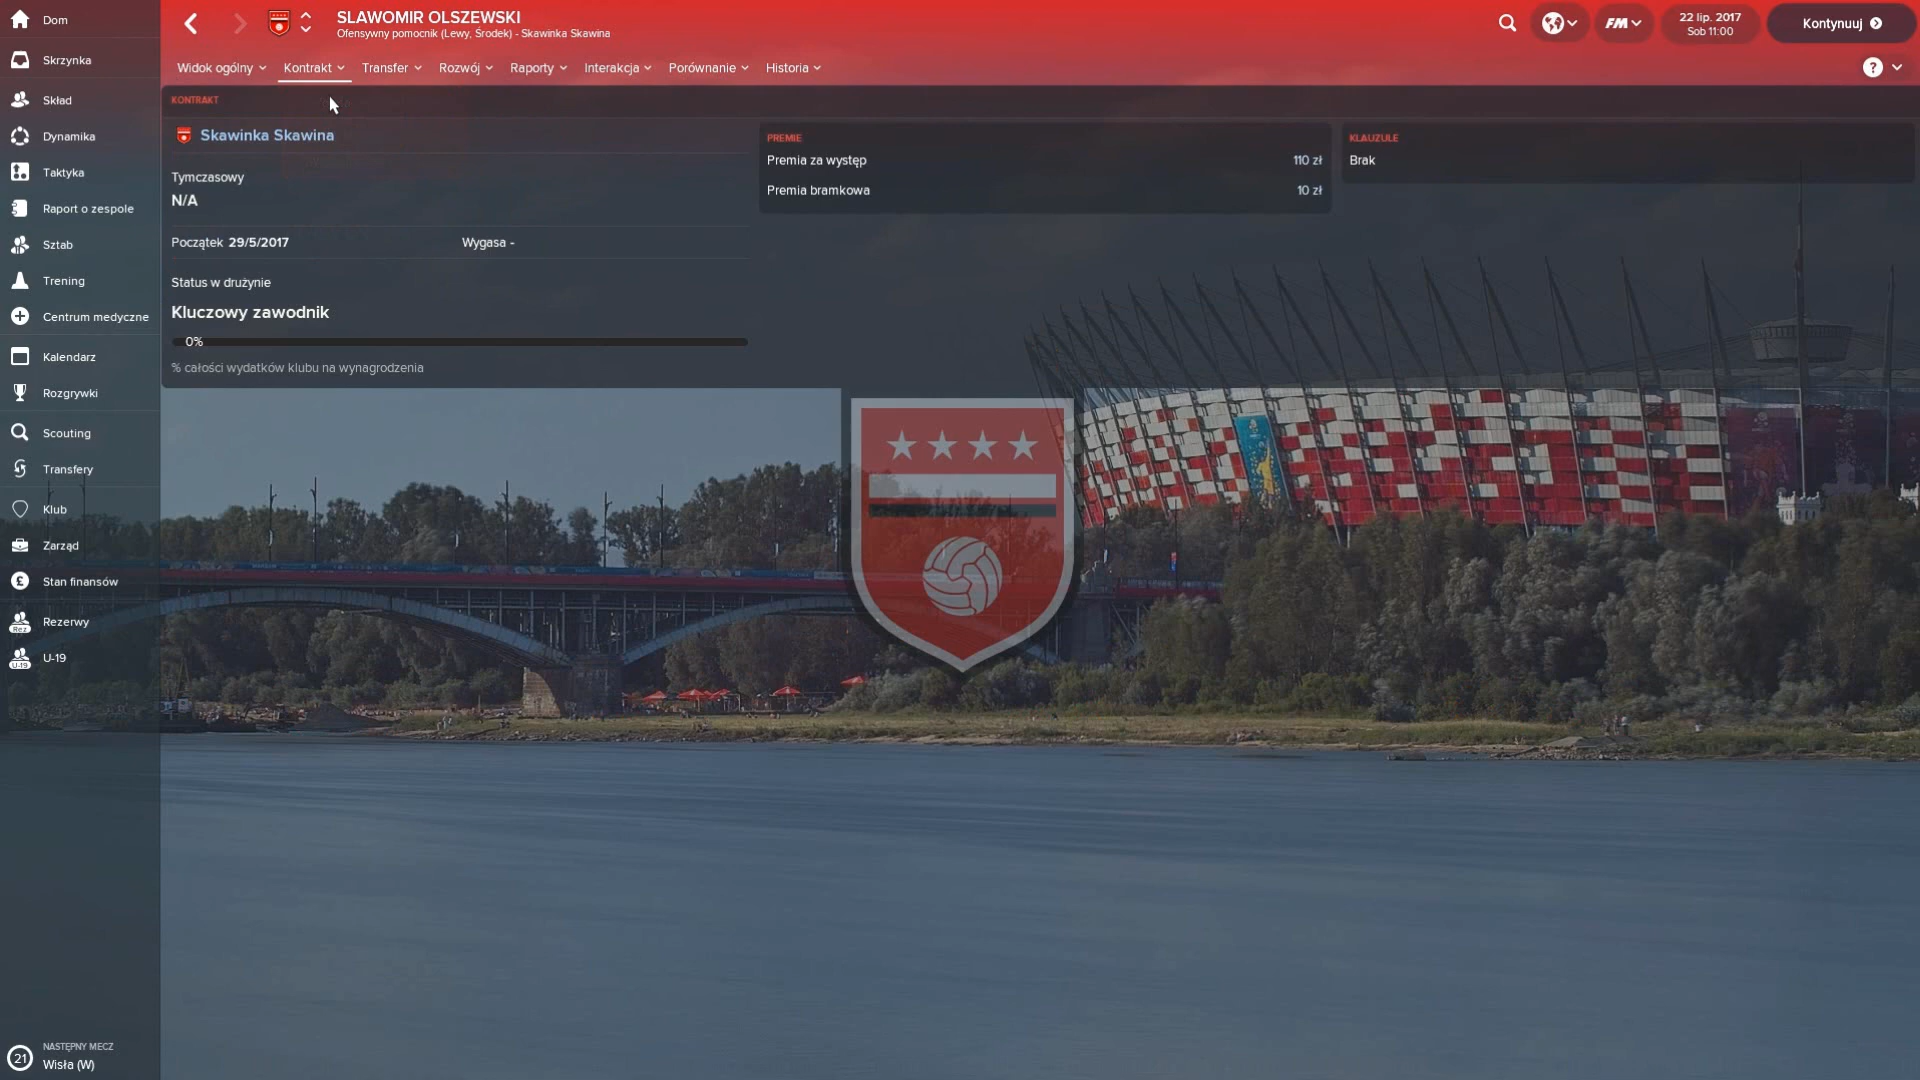 Dom
Skrzynka
Skład
Dynamika
Taktyka
Raport o zespole
Sztab
Trening
Centrum medyczne
Kalendarz
Rozgrywki
Scouting
Transfery
Klub
Zarząd
Stan finansów
Rez
Rezerwy
U-19
U-19
21
NASTĘPNY MECZ
Wisła (W)
SLAWOMIR OLSZEWSKI
Ofensywny pomocnik (Lewy, Środek) - Skawinka Skawina
FM
22 lip. 2017
Sob 11:00
Kontynuuj
Widok ogólny
Kontrakt
Transfer
Rozwój
Raporty
Interakcja
Porównanie
Historia
?
KONTRAKT
Skawinka Skawina
Tymczasowy
N/A
Początek 29/5/2017
Wygasa -
Status w drużynie
Kluczowy zawodnik
0%
% całości wydatków klubu na wynagrodzenia
PREMIE
Premia za występ 110 zł
Premia bramkowa 10 zł
KLAUZULE
Brak